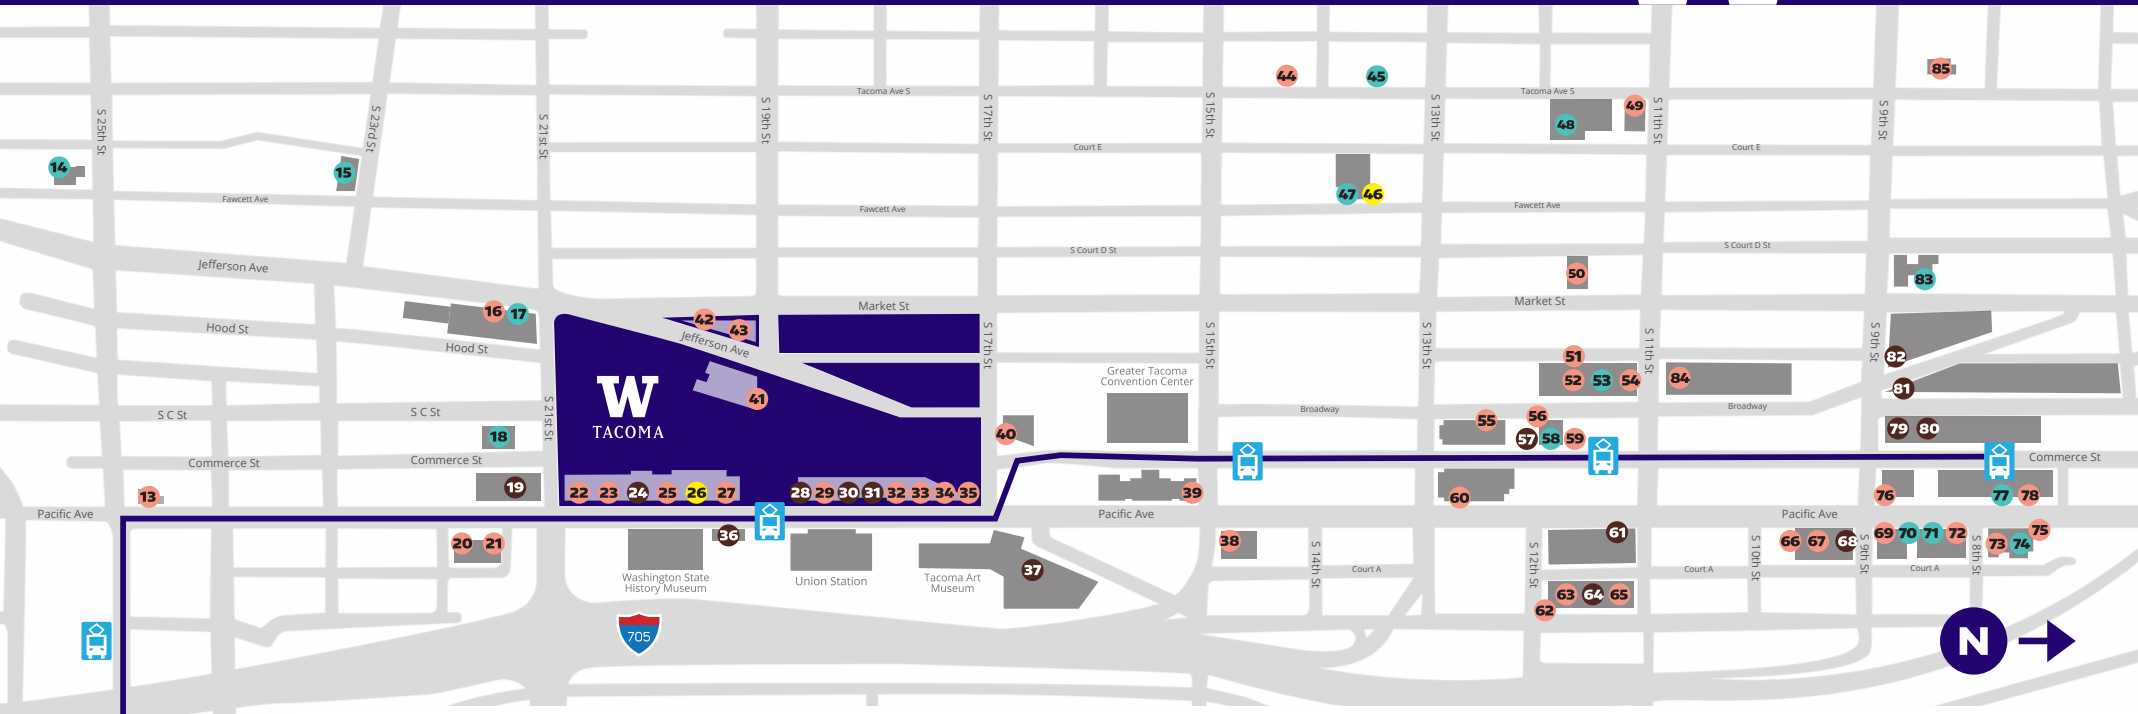 44
45
85
Tacoma Ave S
Tacoma Ave S
S 25th St
S 23rd St
S 21st St
S 19th St
S 17th St
S 15th St
S 13th St
S 11th St
S 9th St
48
49
Court E
Court E
14
15
47
46
Fawcett Ave
Fawcett Ave
Fawcett Ave
S Court D St
S Court D St
Jefferson Ave
50
83
Market St
Market St
16
17
42
43
Hood St
Hood St
Jefferson Ave
S 17th St
S 15th St
S 13th St
S 11th St
S 9th St
51
82
Greater Tacoma
Convention Center
52
53
54
84
81
W
TACOMA
41
S C St
S C St
S 21st St
Broadway
Broadway
18
40
55
56
57
58
59
79
80
Commerce St
Commerce St
Commerce St
13
19
22
23
24
25
26
27
28
29
30
31
32
33
34
35
39
60
76
77
78
Pacific Ave
Pacific Ave
Pacific Ave
20
21
36
38
61
66
67
68
69
70
71
72
73
74
75
37
Washington State
History Museum
Union Station
Tacoma Art
Museum
S 14th St
S 12th St
S 10th St
S 9th St
S 8th St
Court A
Court A
Court A
62
63
64
65
705
N